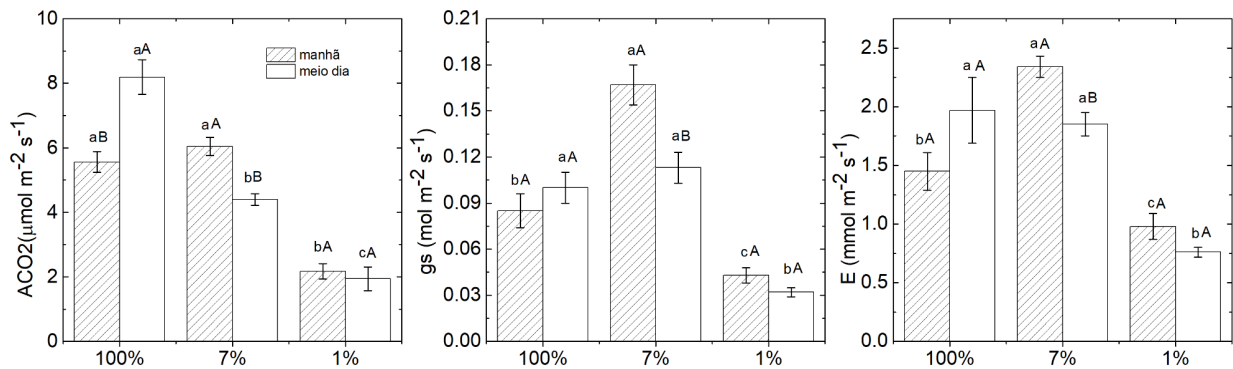 ACO2(μmol m⁻² s⁻¹)
10
8
6
4
2
0
manhã
meio dia
aB
aA
aA
bB
bA
cA
100%
7%
1%
gs (mol m⁻² s⁻¹)
0.21
0.18
0.15
0.12
0.09
0.06
0.03
0.00
bA
aA
aA
aB
cA
bA
100%
7%
1%
E (mmol m⁻² s⁻¹)
2.5
2.0
1.5
1.0
0.5
0.0
bA
a A
aA
aB
cA
bA
100%
7%
1%